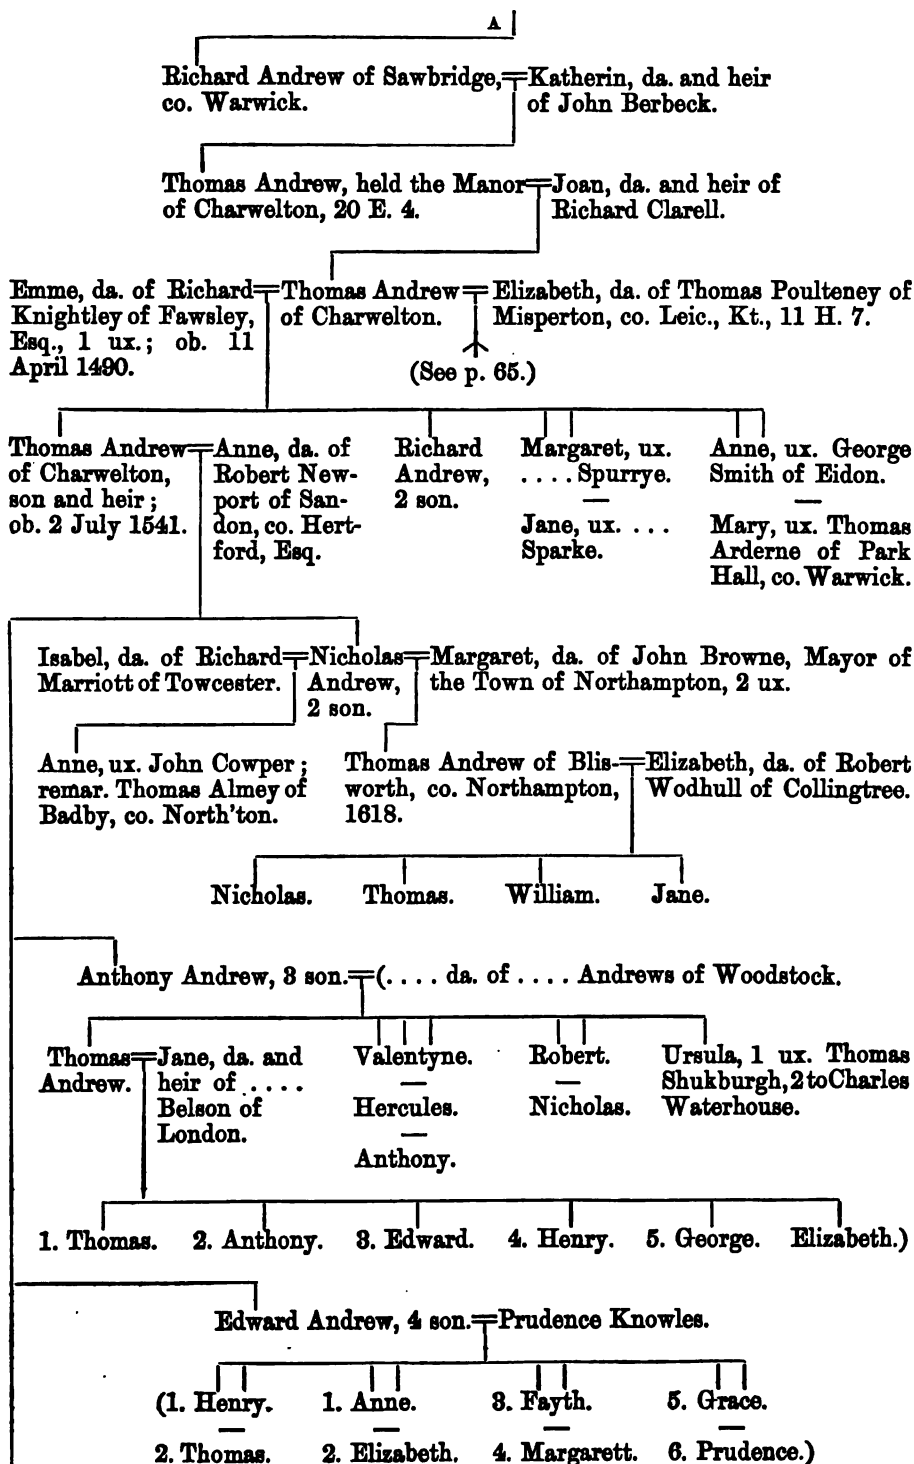 A
Richard Andrew of Sawbridge,
co. Warwick.
Katherin, da. and heir
of John Berbeck.
Thomas Andrew, held the Manor
of Charwelton, 20 E. 4.
Joan, da. and heir of
Richard Clarell.
Emme, da. of Richard
Knightley of Fawsley,
Esq., 1 ux.; ob. 11
April 1490.
Thomas Andrew
of Charwelton.
Elizabeth, da. of Thomas Poulteney of
Misperton, co. Leic., Kt., 11 H. 7.
(See p. 65.)
Thomas Andrew
of Charwelton,
son and heir;
ob. 2 July 1541.
Anne, da. of
Robert New-
port of San-
don, co. Hert-
ford, Esq.
Richard
Andrew,
2 son.
Margaret, ux.
.... Spurrye.
—
Jane, ux. ....
Sparke.
Anne, ux. George
Smith of Eidon.
—
Mary, ux. Thomas
Arderne of Park
Hall, co. Warwick.
Isabel, da. of Richard
Marriott of Towcester.
Nicholas
Andrew,
2 son.
Margaret, da. of John Browne, Mayor of
the Town of Northampton, 2 ux.
Anne, ux. John Cowper;
remar. Thomas Almey of
Badby, co. North'ton.
Thomas Andrew of Blis-
worth, co. Northampton,
1618.
Elizabeth, da. of Robert
Wodhull of Collingtree.
Nicholas. Thomas. William. Jane.
Anthony Andrew, 3 son.
(.... da. of .... Andrews of Woodstock.
Thomas
Andrew.
Jane, da. and
heir of ....
Belson of
London.
Valentyne.
—
Hercules.
—
Anthony.
Robert.
—
Nicholas.
Ursula, 1 ux. Thomas
Shukburgh, 2 to Charles
Waterhouse.
1. Thomas. 2. Anthony. 3. Edward. 4. Henry. 5. George. Elizabeth.)
Edward Andrew, 4 son.
Prudence Knowles.
(1. Henry. 1. Anne. 3. Fayth. 5. Grace.
— — — —
2. Thomas. 2. Elizabeth. 4. Margarett. 6. Prudence.)